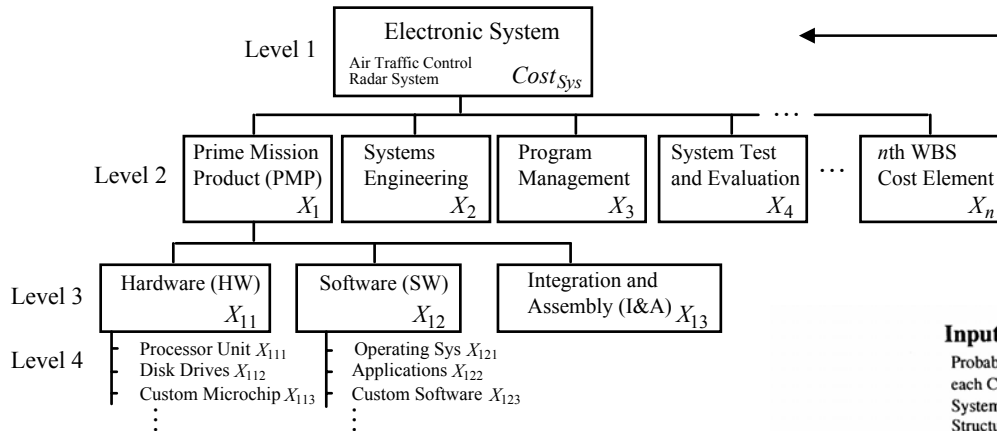 Level 1
Electronic System
Air Traffic Control
Radar System
Cost_Sys
...
Level 2
Prime Mission
Product (PMP)
X_1
Systems
Engineering
X_2
Program
Management
X_3
System Test
and Evaluation
X_4
...
nth WBS
Cost Element
X_n
Level 3
Hardware (HW)
X_11
Software (SW)
X_12
Integration and
Assembly (I&A) X_13
Level 4
Processor Unit X_111
Disk Drives X_112
Custom Microchip X_113
Operating Sys X_121
Applications X_122
Custom Software X_123
Input
Probab
each C
System
Structu